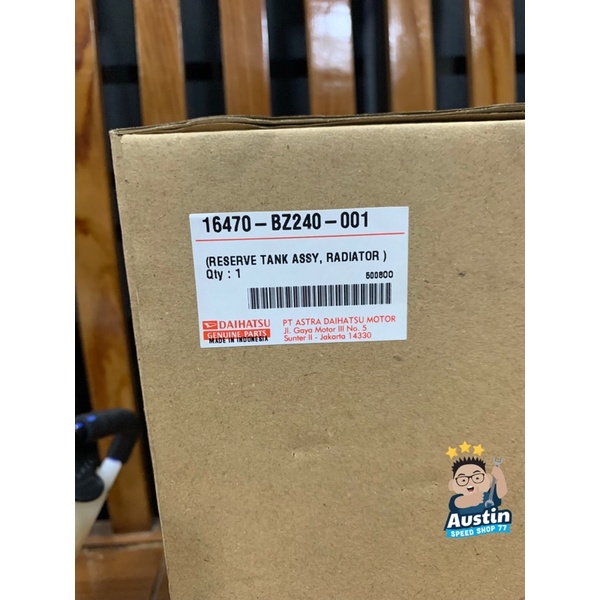 16470-BZ240-001
(RESERVE TANK ASSY, RADIATOR )
Qty : 1
500800
DAIHATSU
GENUINE PARTS
MADE IN INDONESIA
PT ASTRA DAIHATSU MOTOR
Jl. Gaya Motor III No. 5
Sunter II - Jakarta 14330
Austin
SPEED SHOP 77